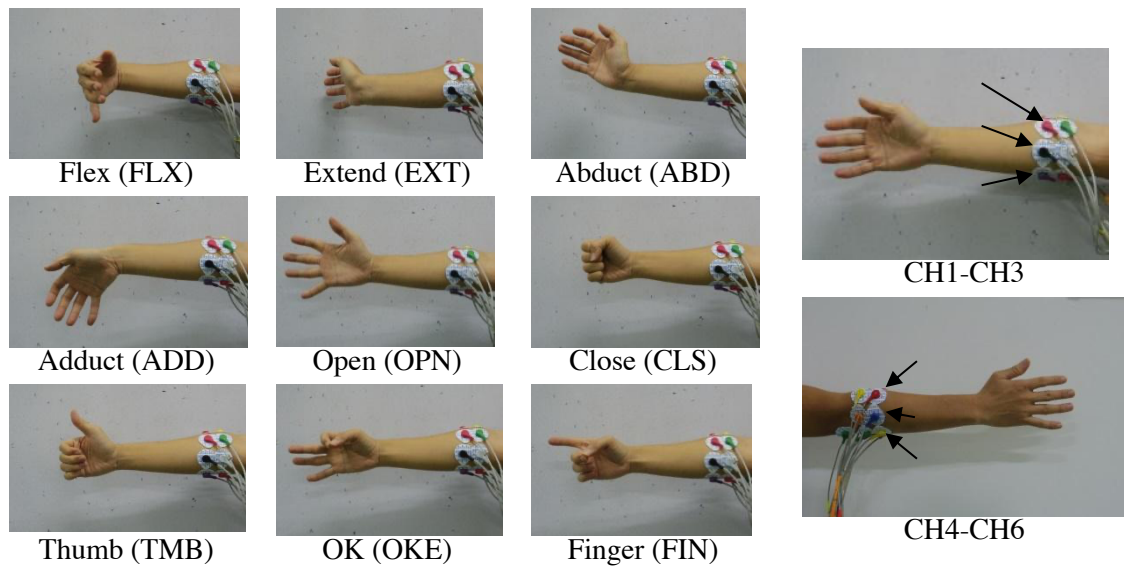 Flex (FLX)
Extend (EXT)
Abduct (ABD)
CH1-CH3
Adduct (ADD)
Open (OPN)
Close (CLS)
Thumb (TMB)
OK (OKE)
Finger (FIN)
CH4-CH6